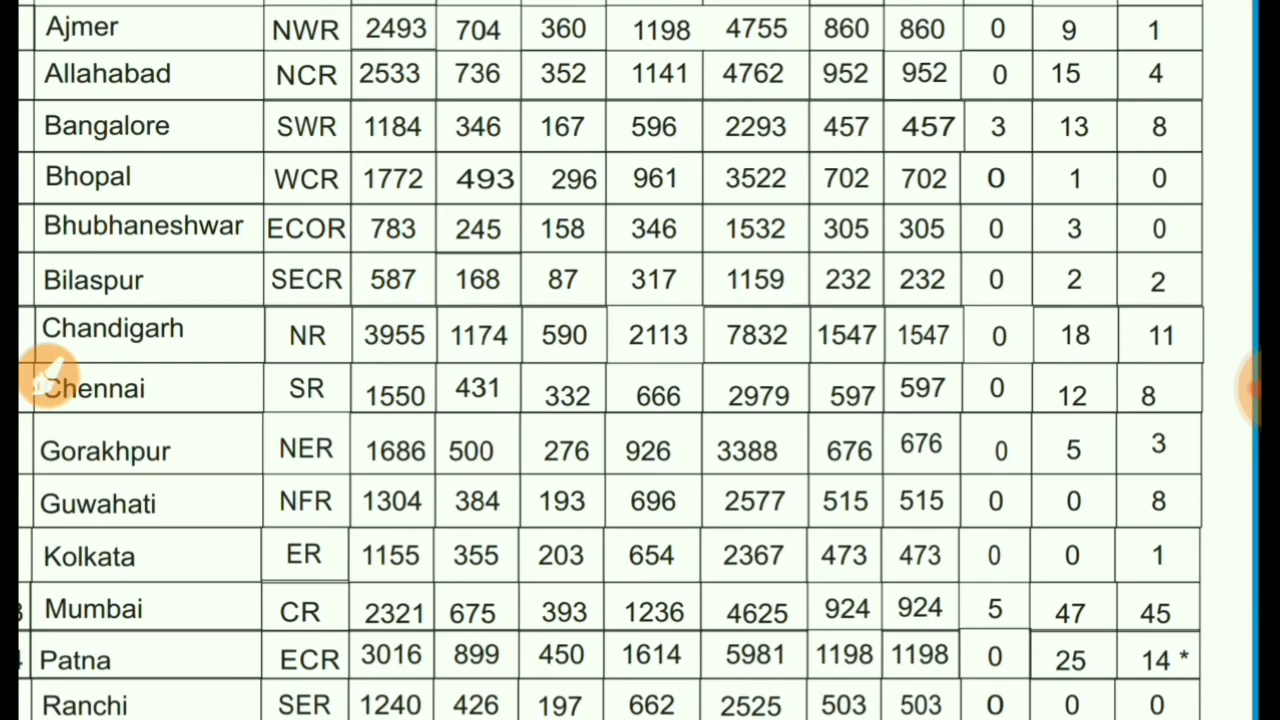 Ajmer NWR 2493 704 360 1198 4755 860 860 0 9 1
Allahabad NCR 2533 736 352 1141 4762 952 952 0 15 4
Bangalore SWR 1184 346 167 596 2293 457 457 3 13 8
Bhopal WCR 1772 493 296 961 3522 702 702 0 1 0
Bhubhaneshwar ECOR 783 245 158 346 1532 305 305 0 3 0
Bilaspur SECR 587 168 87 317 1159 232 232 0 2 2
Chandigarh NR 3955 1174 590 2113 7832 1547 1547 0 18 11
Chennai SR 1550 431 332 666 2979 597 597 0 12 8
Gorakhpur NER 1686 500 276 926 3388 676 676 0 5 3
Guwahati NFR 1304 384 193 696 2577 515 515 0 0 8
Kolkata ER 1155 355 203 654 2367 473 473 0 0 1
Mumbai CR 2321 675 393 1236 4625 924 924 5 47 45
Patna ECR 3016 899 450 1614 5981 1198 1198 0 25 14 *
Ranchi SER 1240 426 197 662 2525 503 503 0 0 0